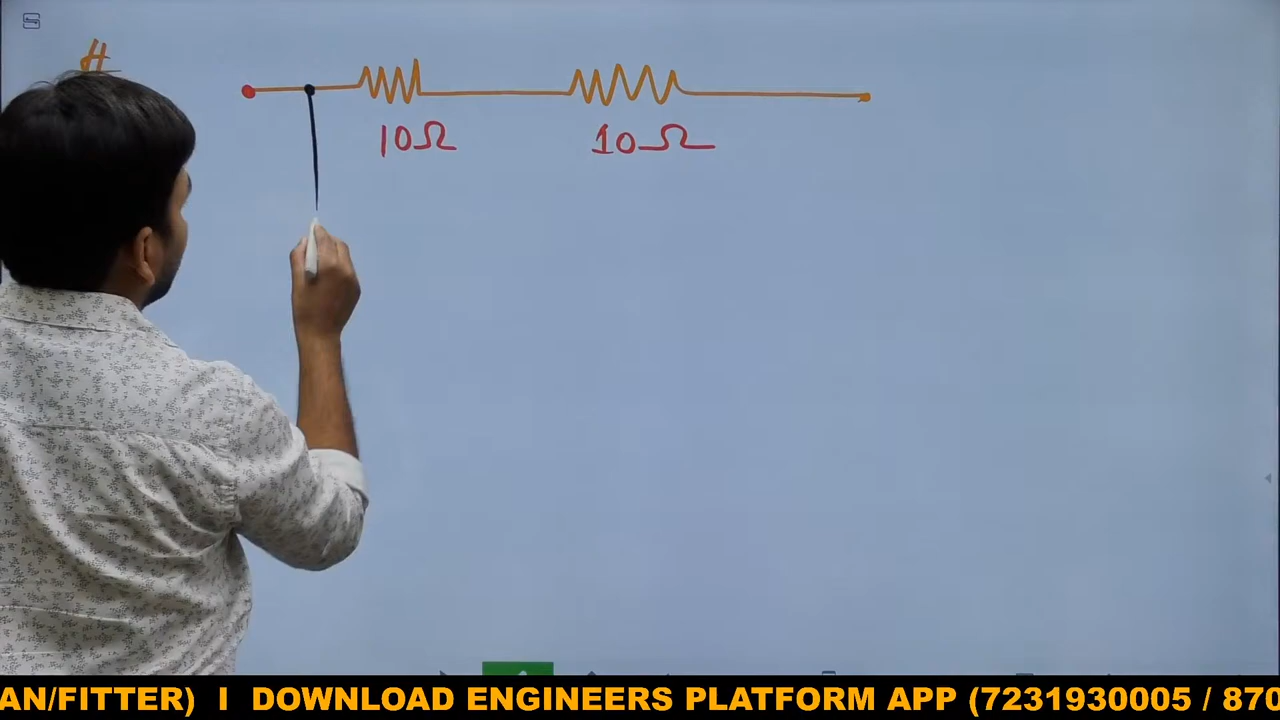 #
10Ω 10Ω
AN/FITTER) I DOWNLOAD ENGINEERS PLATFORM APP (7231930005 / 870